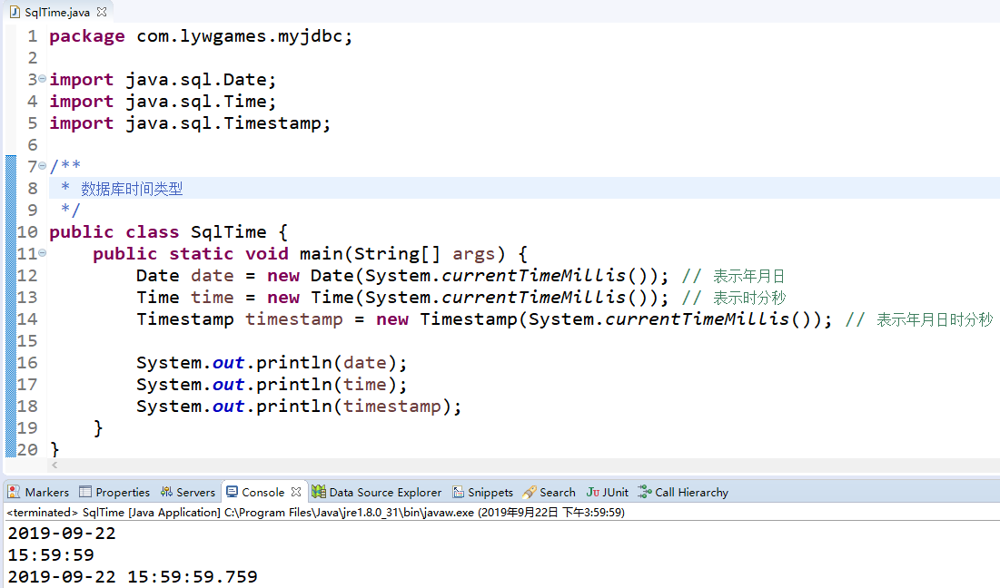 SqlTime.java
1 package com.lywgames.myjdbc;
2
3 import java.sql.Date;
4 import java.sql.Time;
5 import java.sql.Timestamp;
6
7 /**
8  * 数据库时间类型
9  */
10 public class SqlTime {
11     public static void main(String[] args) {
12         Date date = new Date(System.currentTimeMillis()); // 表示年月日
13         Time time = new Time(System.currentTimeMillis()); // 表示时分秒
14         Timestamp timestamp = new Timestamp(System.currentTimeMillis()); // 表示年月日时分秒
15
16         System.out.println(date);
17         System.out.println(time);
18         System.out.println(timestamp);
19     }
20 }
Markers Properties Servers Console Data Source Explorer Snippets Search JUnit Call Hierarchy
<terminated> SqlTime [Java Application] C:\Program Files\Java\jre1.8.0_31\bin\javaw.exe (2019年9月22日 下午3:59:59)
2019-09-22
15:59:59
2019-09-22 15:59:59.759